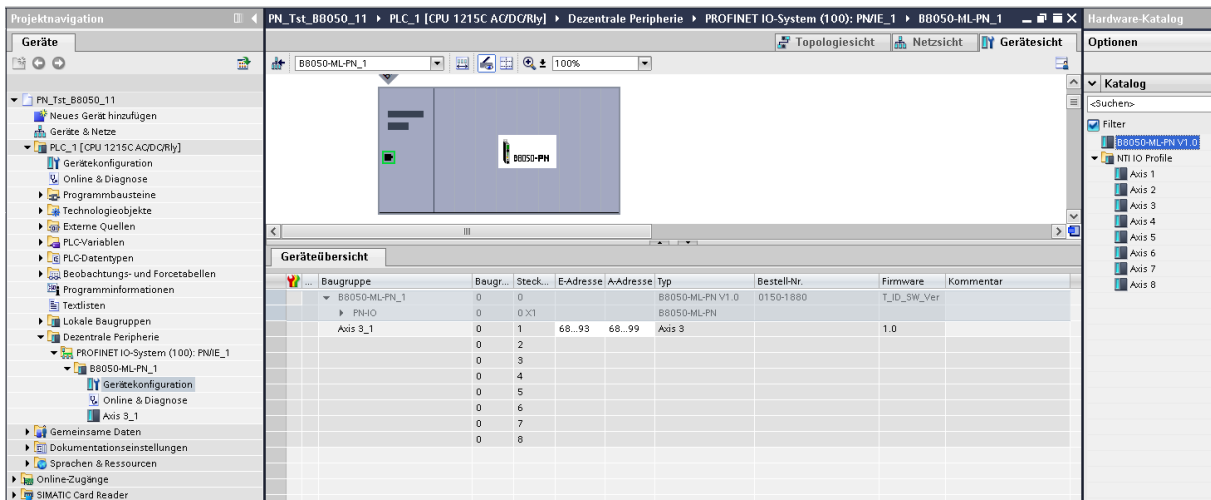 Projektnavigation
PN_Tst_B8050_11 ▸ PLC_1 [CPU 1215C AC/DC/Rly] ▸ Dezentrale Peripherie ▸ PROFINET IO-System (100): PN/IE_1 ▸ B8050-ML-PN_1
Hardware-Katalog
Geräte
Topologiesicht Netzsicht Gerätesicht
Optionen
B8050-ML-PN_1 100%
PN_Tst_B8050_11
Neues Gerät hinzufügen
Geräte & Netze
PLC_1 [CPU 1215C AC/DC/Rly]
Gerätekonfiguration
Online & Diagnose
Programmbausteine
Technologieobjekte
Externe Quellen
PLC-Variablen
PLC-Datentypen
Beobachtungs- und Forcetabellen
Programminformationen
Textlisten
Lokale Baugruppen
Dezentrale Peripherie
PROFINET IO-System (100): PN/IE_1
B8050-ML-PN_1
Gerätekonfiguration
Online & Diagnose
Axis 3_1
Gemeinsame Daten
Dokumentationseinstellungen
Sprachen & Ressourcen
Online-Zugänge
SIMATIC Card Reader
B8050-PN
Geräteübersicht
... Baugruppe Baugr... Steck... E-Adresse A-Adresse Typ Bestell-Nr. Firmware Kommentar
B8050-ML-PN_1 0 0 B8050-ML-PN V1.0 0150-1880 T_ID_SW_Ver
PN-IO 0 0 X1 B8050-ML-PN
Axis 3_1 0 1 68...93 68...99 Axis 3 1.0
0 2
0 3
0 4
0 5
0 6
0 7
0 8
Katalog
<Suchen>
Filter
B8050-ML-PN V1.0
NTI IO Profile
Axis 1
Axis 2
Axis 3
Axis 4
Axis 5
Axis 6
Axis 7
Axis 8